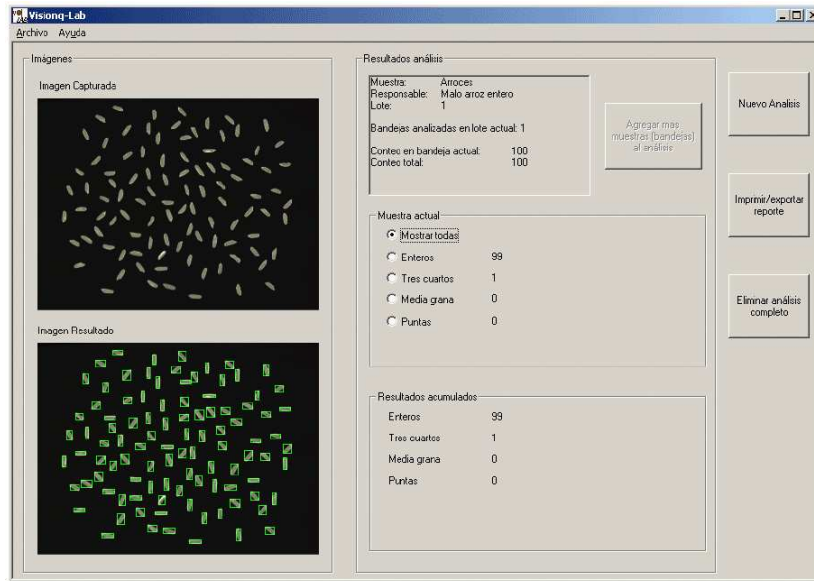 Visionq-Lab
Archivo Ayuda
Imágenes
Imagen Capturada
Imagen Resultado
Resultados análisis
Muestra: Arroces
Responsable: Malo arroz entero
Lote: 1
Bandejas analizadas en lote actual: 1
Conteo en bandeja actual: 100
Conteo total: 100
Agregar mas
muestras (bandejas)
al análisis
Muestra actual
Mostrar todas
Enteros 99
Tres cuartos 1
Media grana 0
Puntas 0
Resultados acumulados
Enteros 99
Tres cuartos 1
Media grana 0
Puntas 0
Nuevo Analisis
Imprimir/exportar
reporte
Eliminar análisis
completo